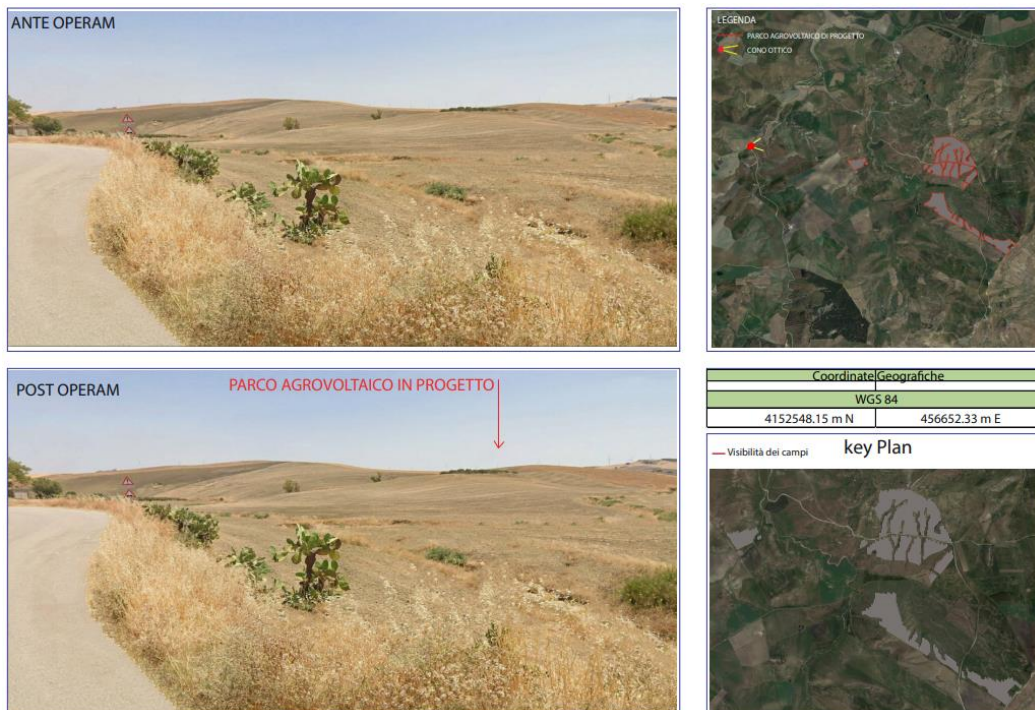 ANTE OPERAM
LEGENDA
PARCO AGROVOLTAICO DI PROGETTO
CONO OTTICO
POST OPERAM
PARCO AGROVOLTAICO IN PROGETTO
Coordinate Geografiche
WGS 84
4152548.15 m N 456652.33 m E
Visibilità dei campi
key Plan